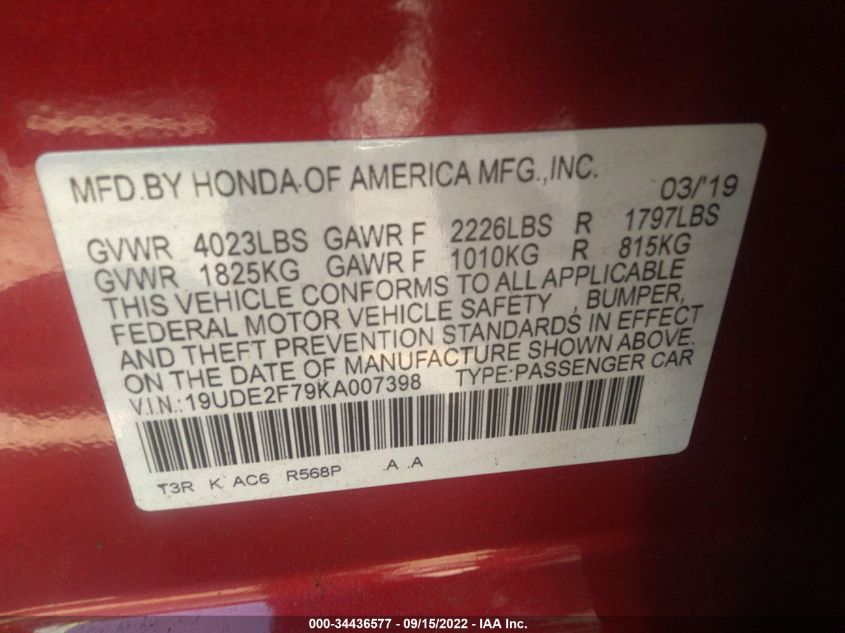 MFD.BY HONDA OF AMERICA MFG.,INC. 03/'19
GVWR 4023LBS GAWR F 2226LBS R 1797LBS
GVWR 1825KG GAWR F 1010KG R 815KG
THIS VEHICLE CONFORMS TO ALL APPLICABLE
FEDERAL MOTOR VEHICLE SAFETY , BUMPER,
AND THEFT PREVENTION STANDARDS IN EFFECT
ON THE DATE OF MANUFACTURE SHOWN ABOVE.
V.I.N.:19UDE2F79KA007398 TYPE:PASSENGER CAR
T3R K AC6 R568P .A .A
000-34436577 - 09/15/2022 - IAA Inc.